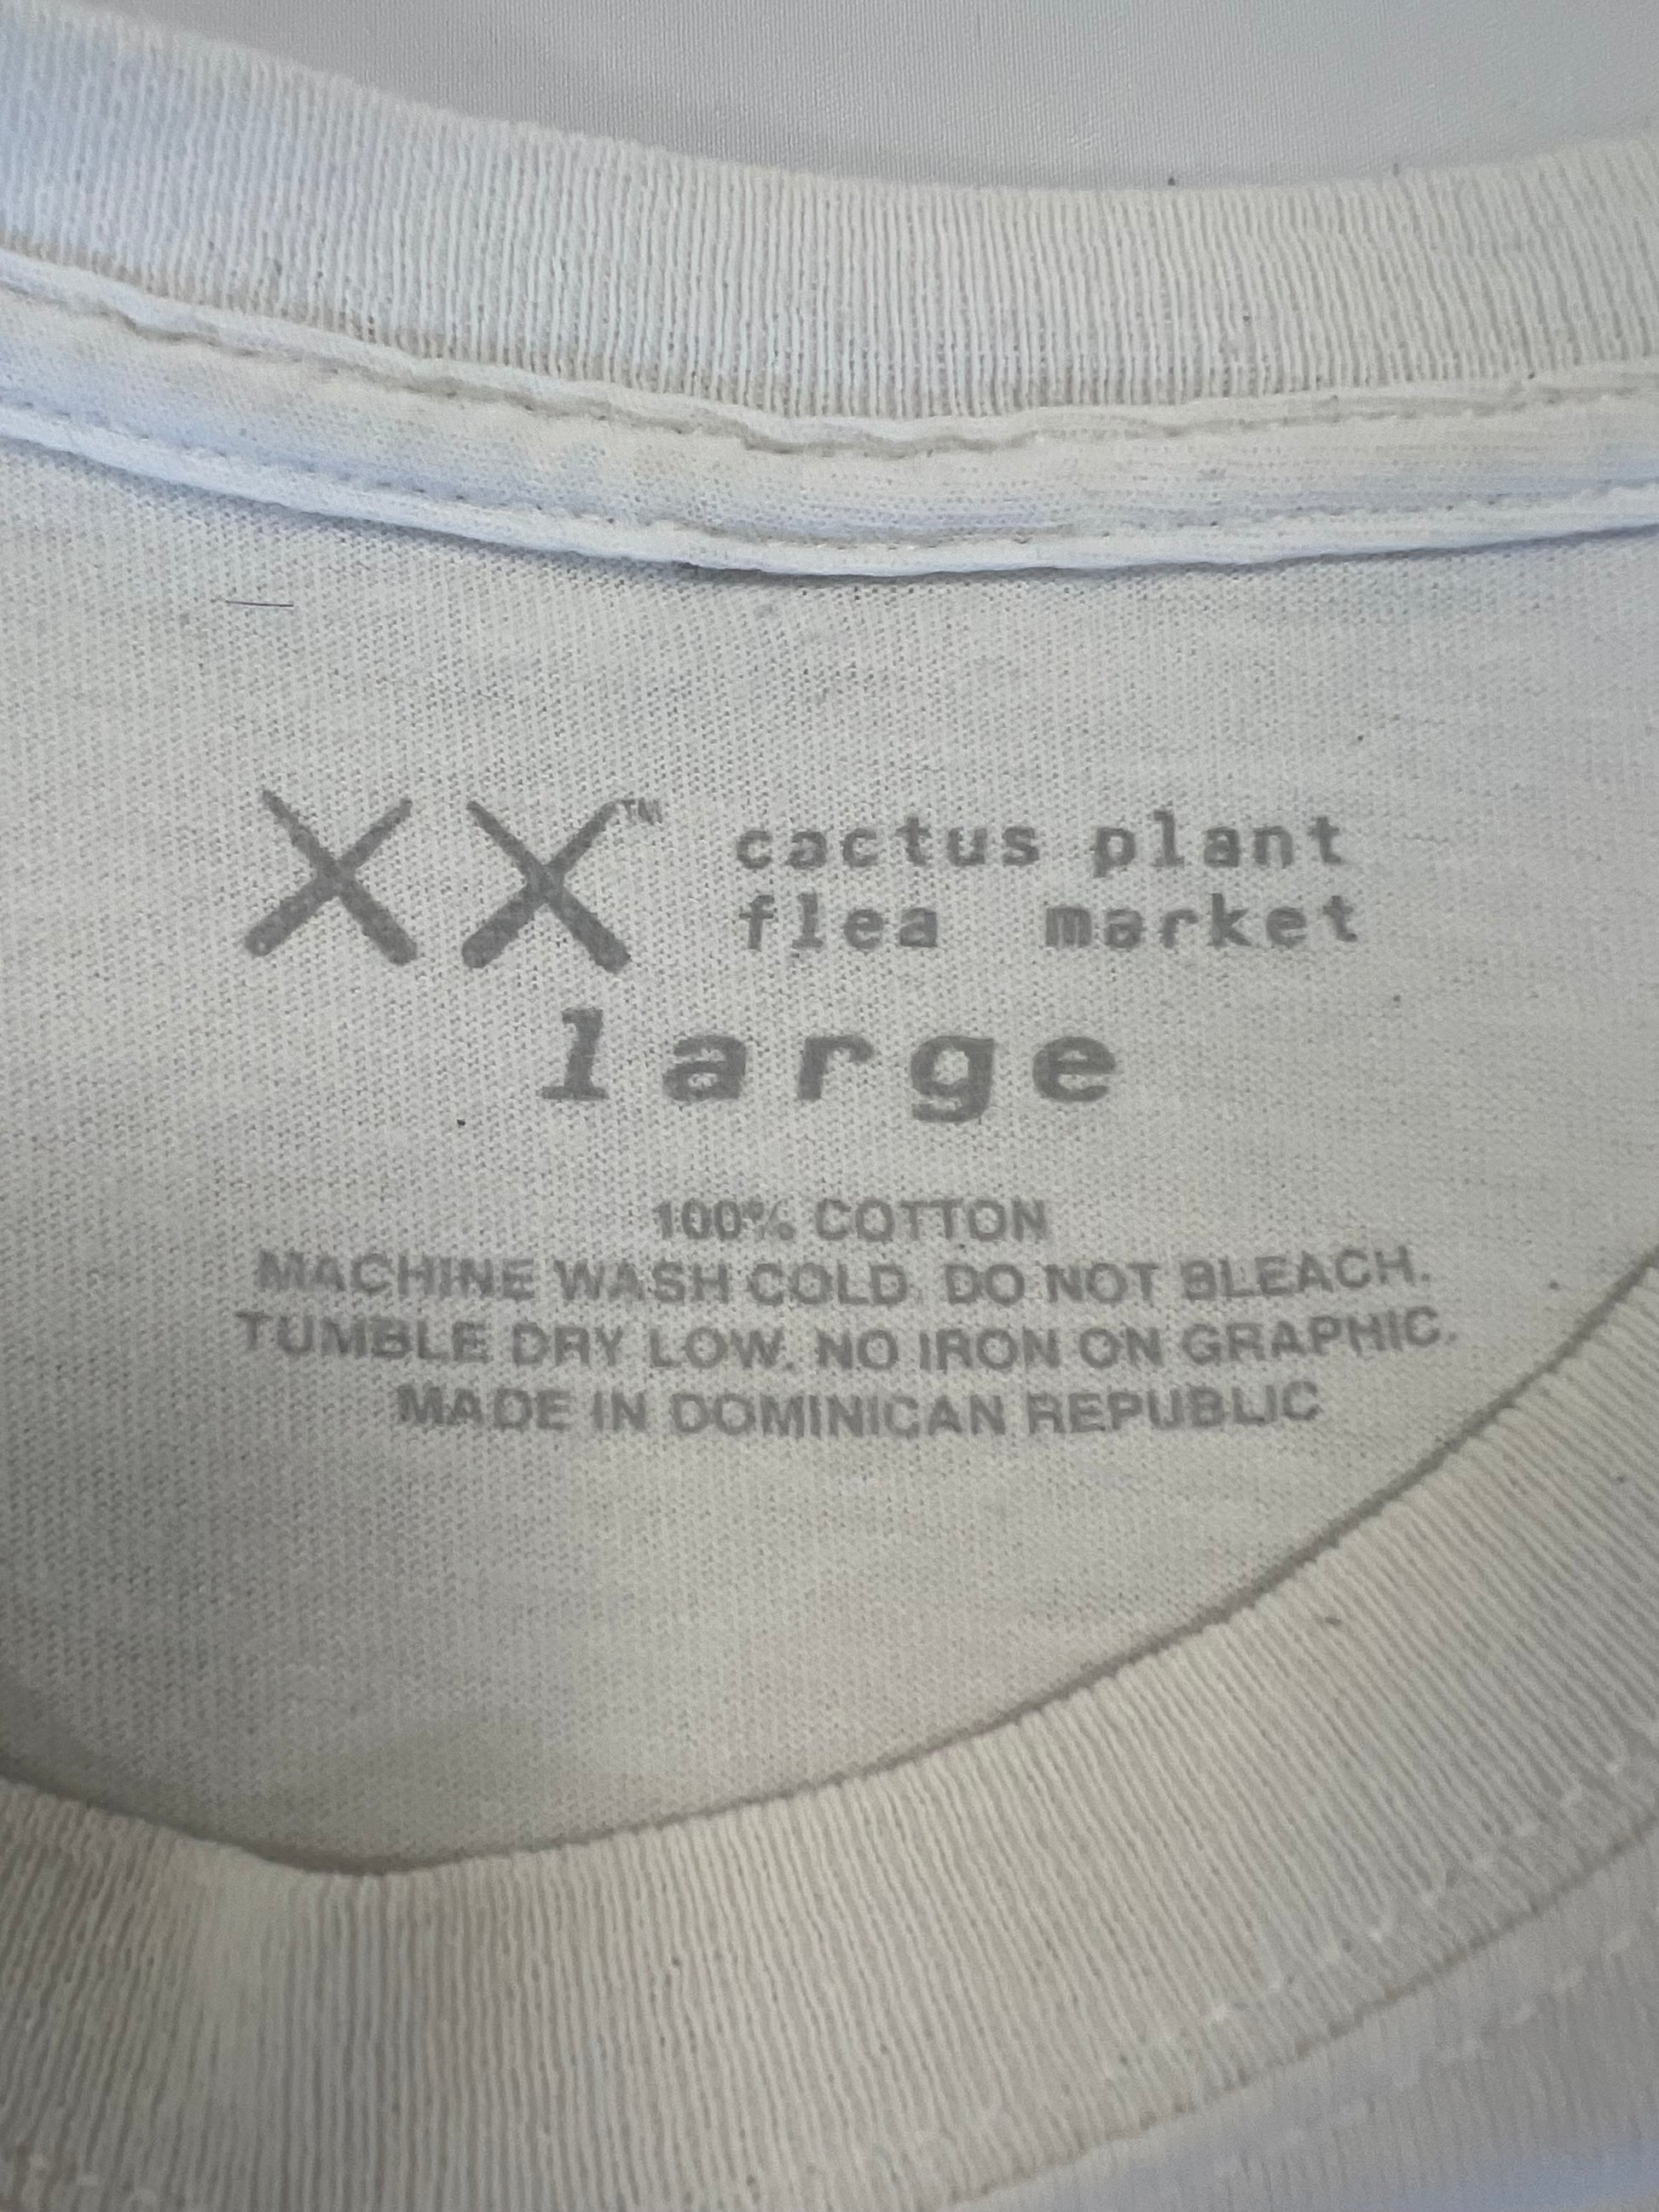 XX™ cactus plant
flea market
large
100% COTTON
MACHINE WASH COLD. DO NOT BLEACH.
TUMBLE DRY LOW. NO IRON ON GRAPHIC.
MADE IN DOMINICAN REPUBLIC